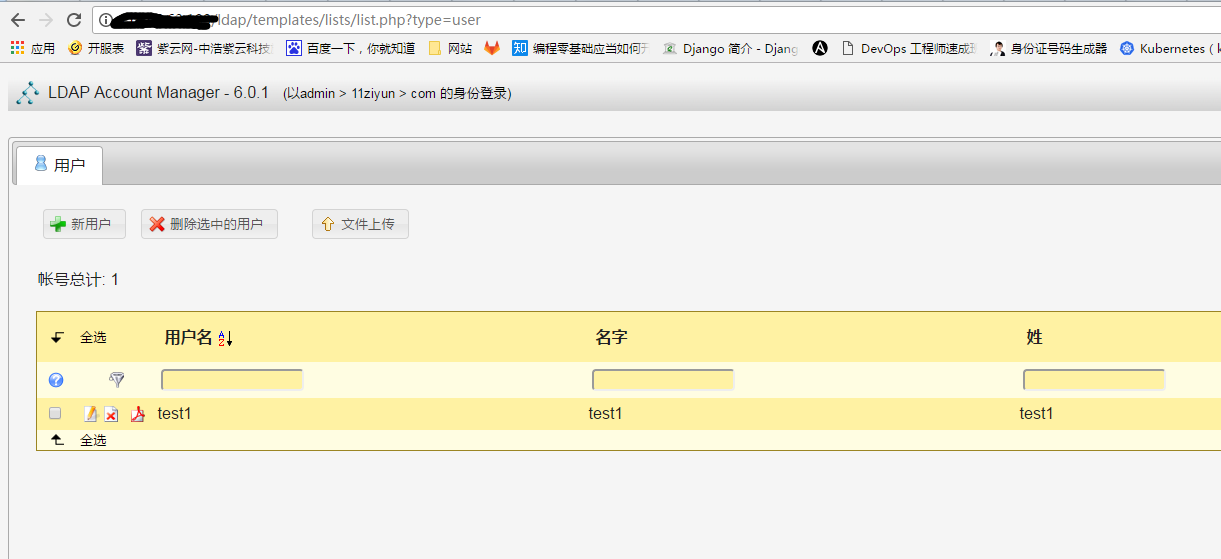 /ldap/templates/lists/list.php?type=user
应用 开服表 紫云网-中浩紫云科技 百度一下，你就知道 网站 知 编程零基础应当如何 Django 简介 - Djang DevOps 工程师速成 身份证号码生成器 Kubernetes ( k
LDAP Account Manager - 6.0.1 (以admin > 11ziyun > com 的身份登录)
用户
新用户 删除选中的用户 文件上传
帐号总计: 1
全选 用户名 名字 姓
test1 test1 test1
全选